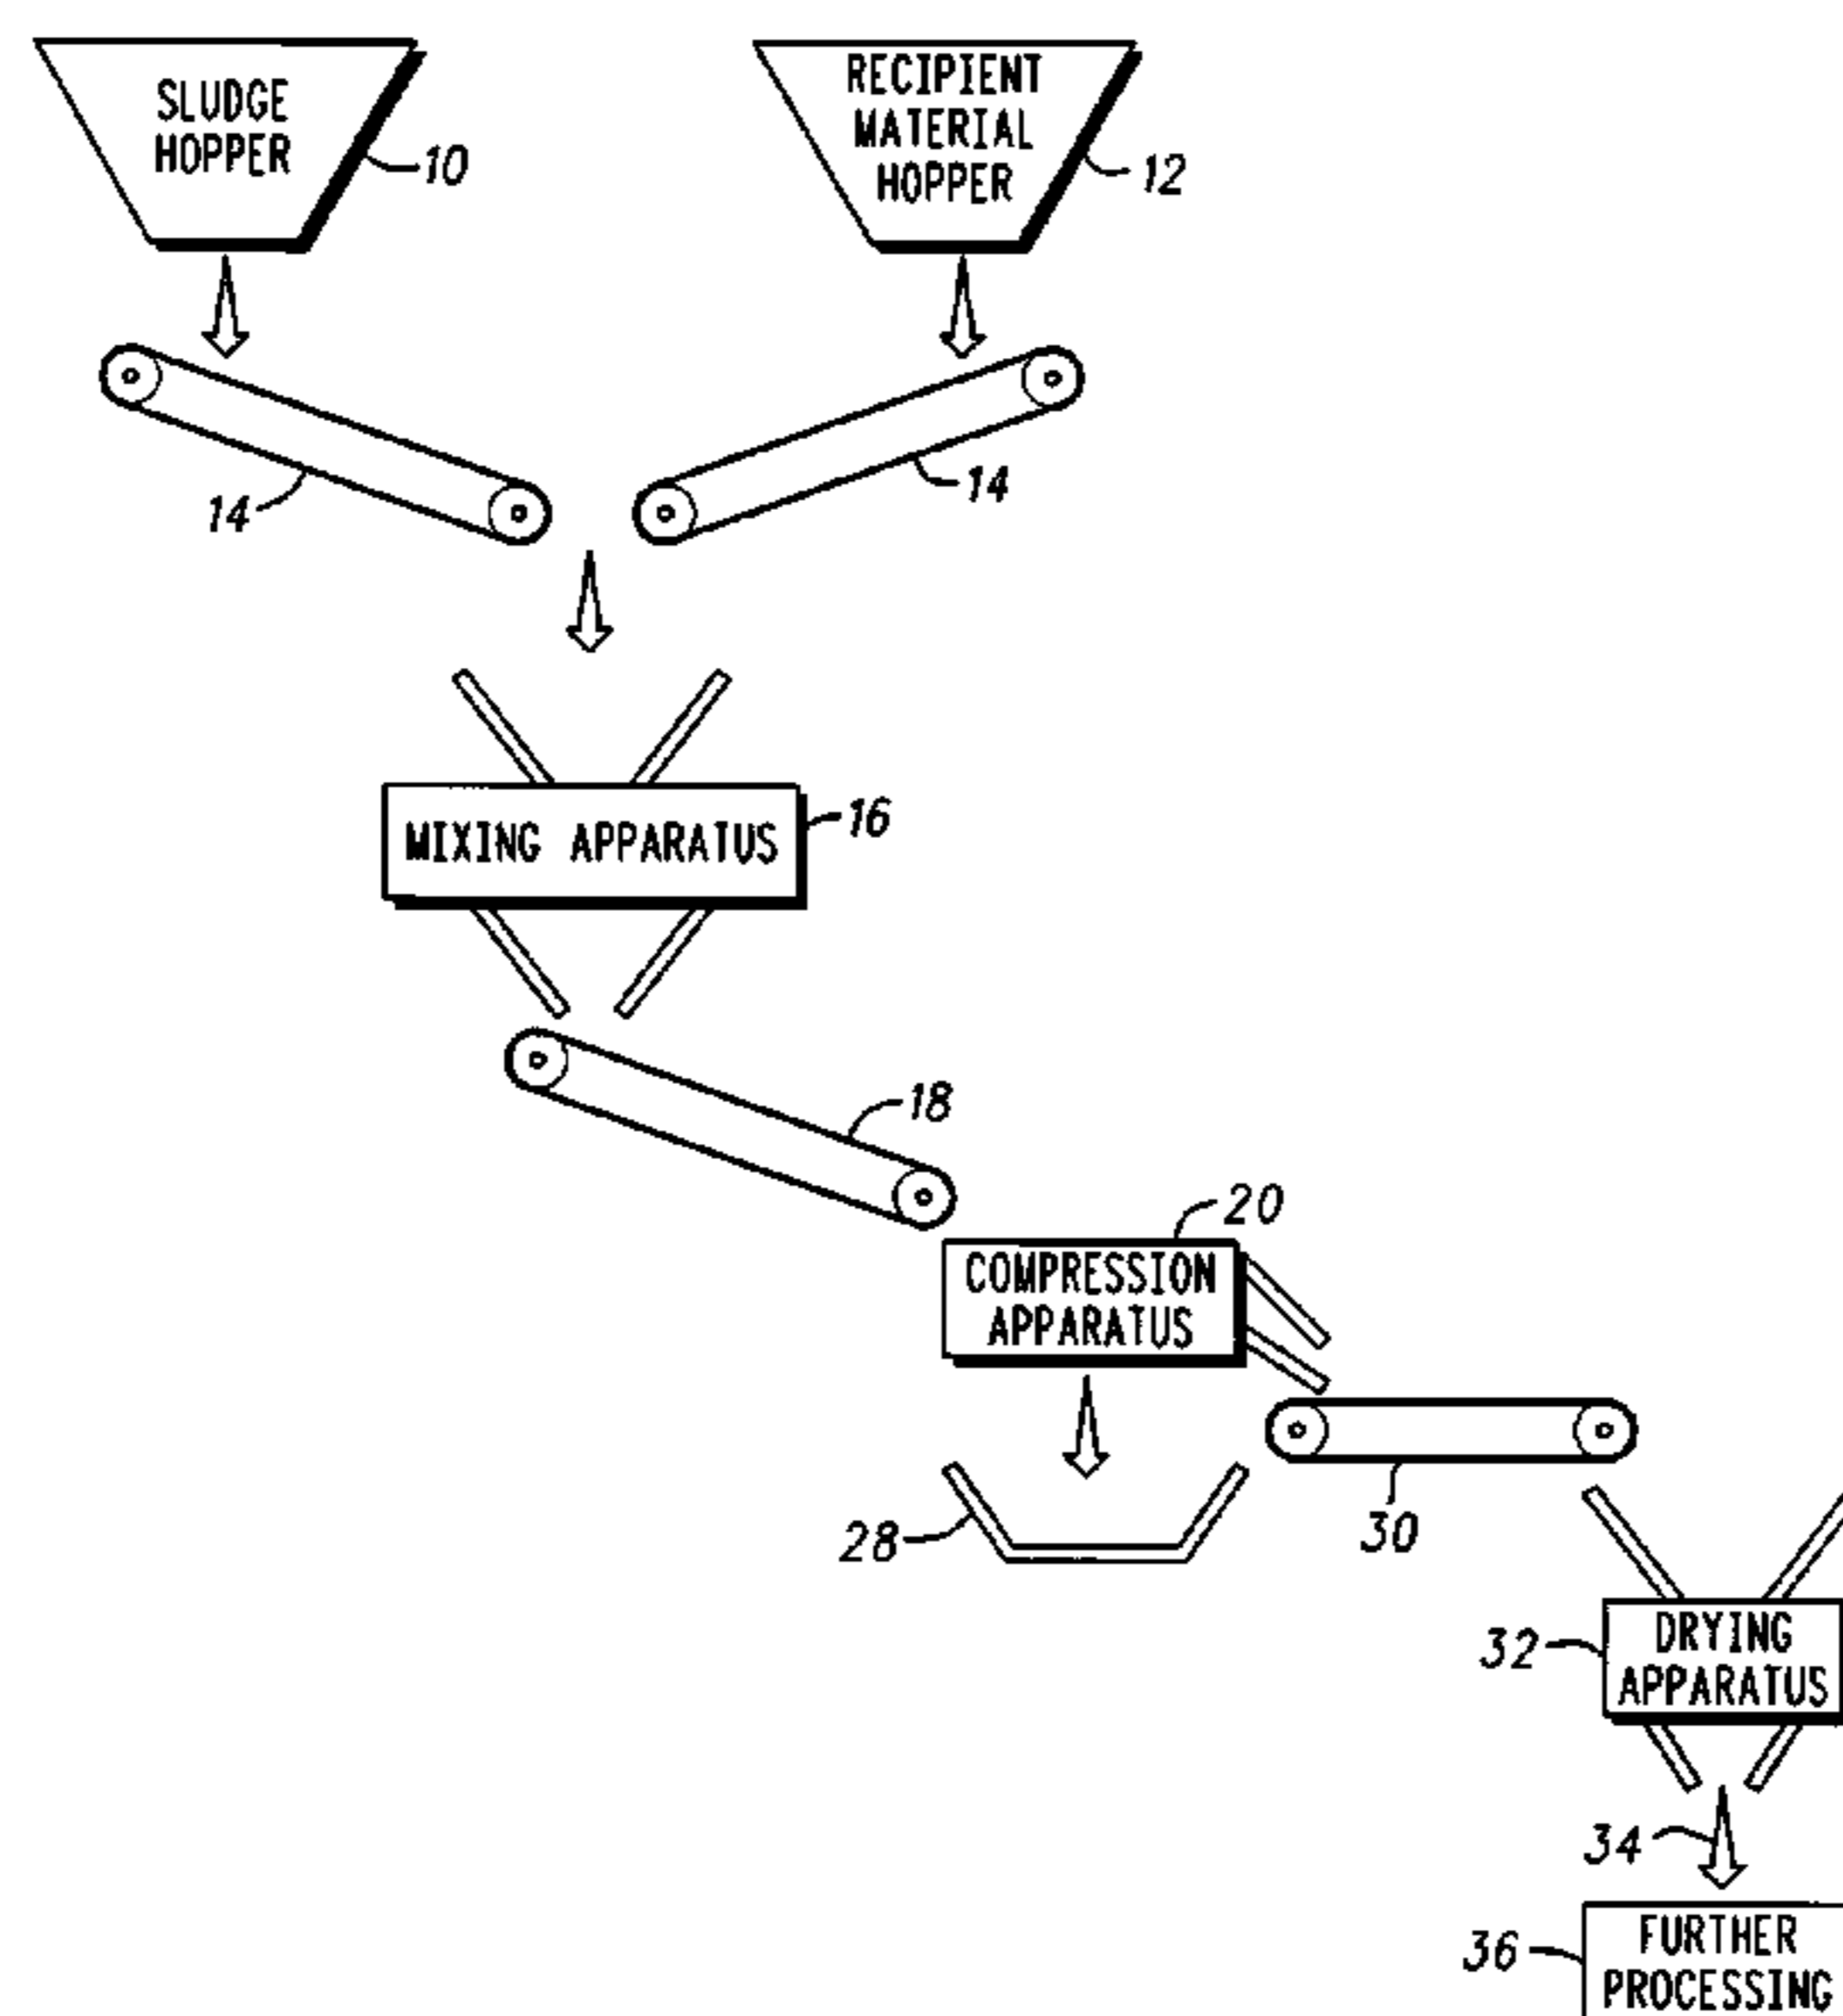 SLUDGE
HOPPER
10
RECIPIENT
MATERIAL
HOPPER
12
14
14
MIXING APPARATUS
16
18
20
COMPRESSION
APPARATUS
28
30
32
DRYING
APPARATUS
34
36
FURTHER
PROCESSING